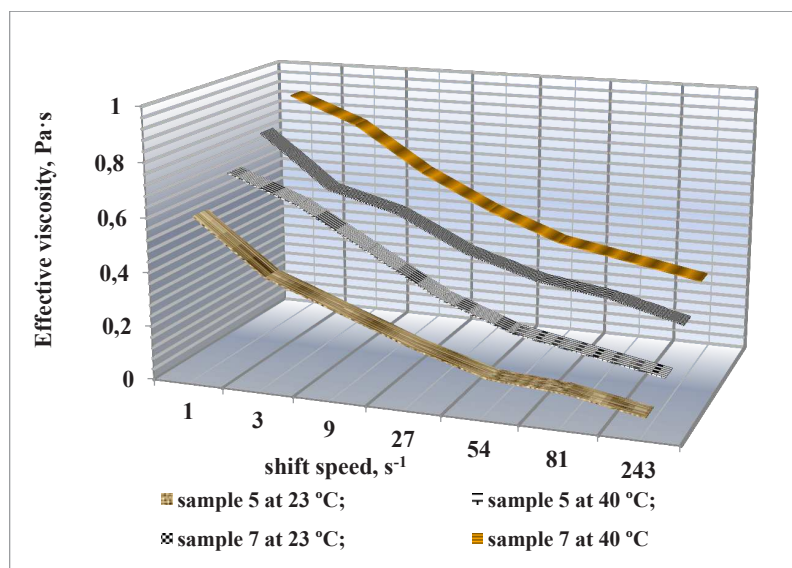 Effective viscosity, Pa·s
1
0,8
0,6
0,4
0,2
0
1 3 9 27 54 81 243
shift speed, s⁻¹
sample 5 at 23 ºC; sample 5 at 40 ºC;
sample 7 at 23 ºC; sample 7 at 40 ºC